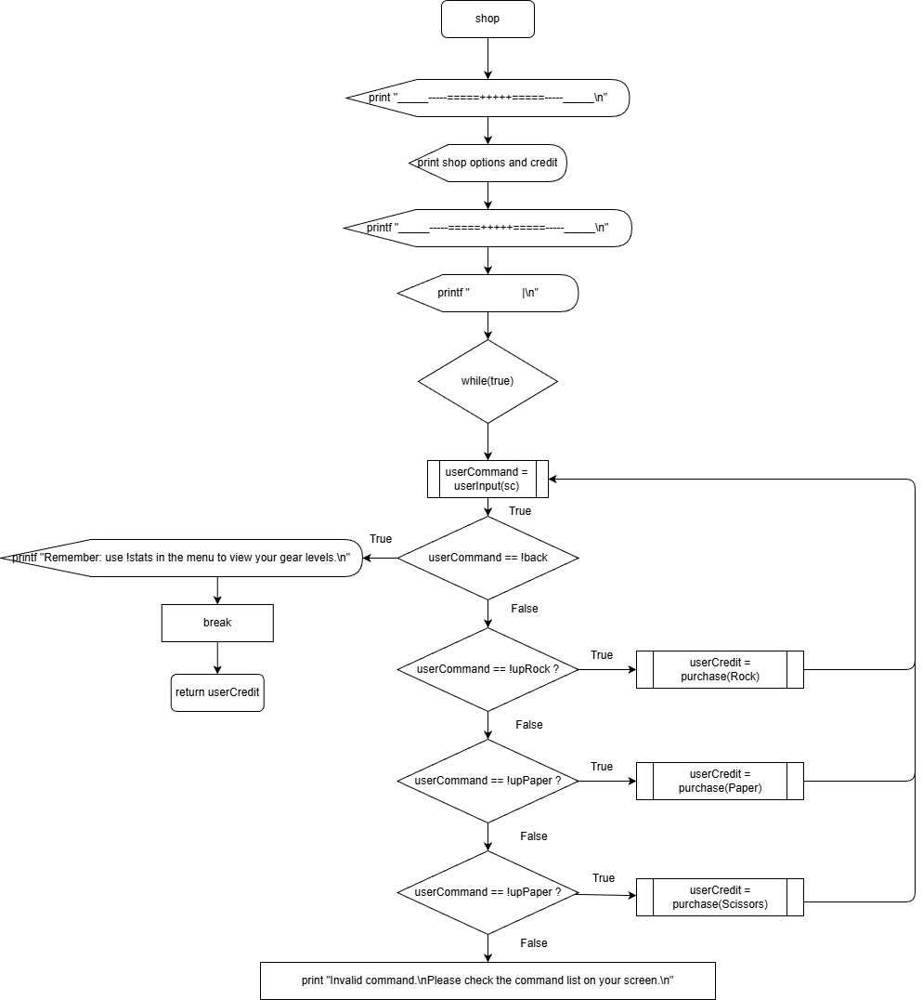 shop
print "_____-----=====+++++=====-----_____\n"
print shop options and credit
printf "_____-----=====+++++=====-----_____\n"
printf "                 |\n"
while(true)
userCommand =
userInput(sc)
True
userCommand == !back
True
printf "Remember: use !stats in the menu to view your gear levels.\n"
break
return userCredit
False
userCommand == !upRock ?
True
userCredit =
purchase(Rock)
False
userCommand == !upPaper ?
True
userCredit =
purchase(Paper)
False
userCommand == !upPaper ?
True
userCredit =
purchase(Scissors)
False
print "Invalid command.\nPlease check the command list on your screen.\n"